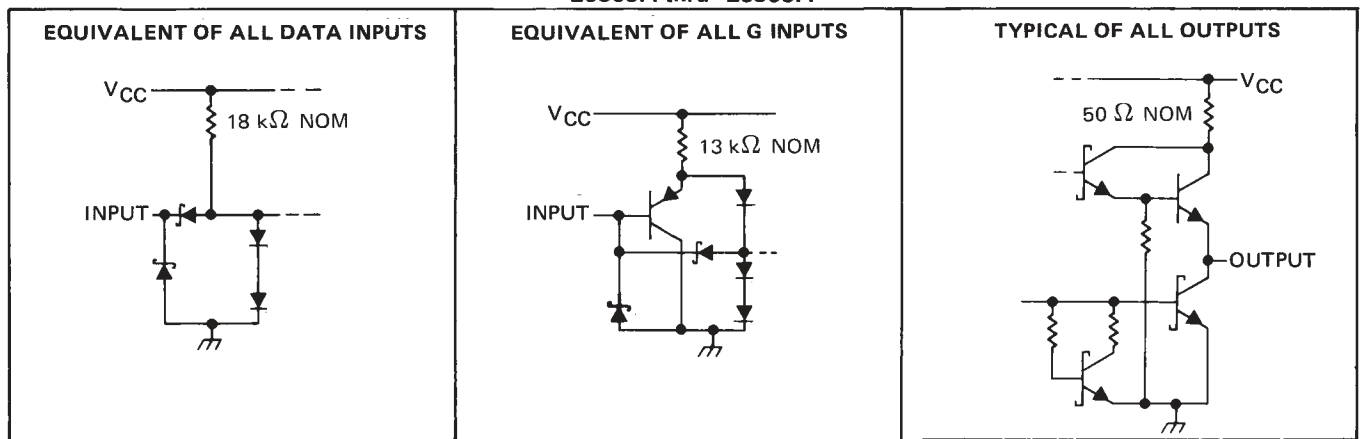 EQUIVALENT OF ALL DATA INPUTS
VCC
18 kΩ NOM
INPUT
EQUIVALENT OF ALL G INPUTS
VCC
13 kΩ NOM
INPUT
TYPICAL OF ALL OUTPUTS
VCC
50 Ω NOM
OUTPUT